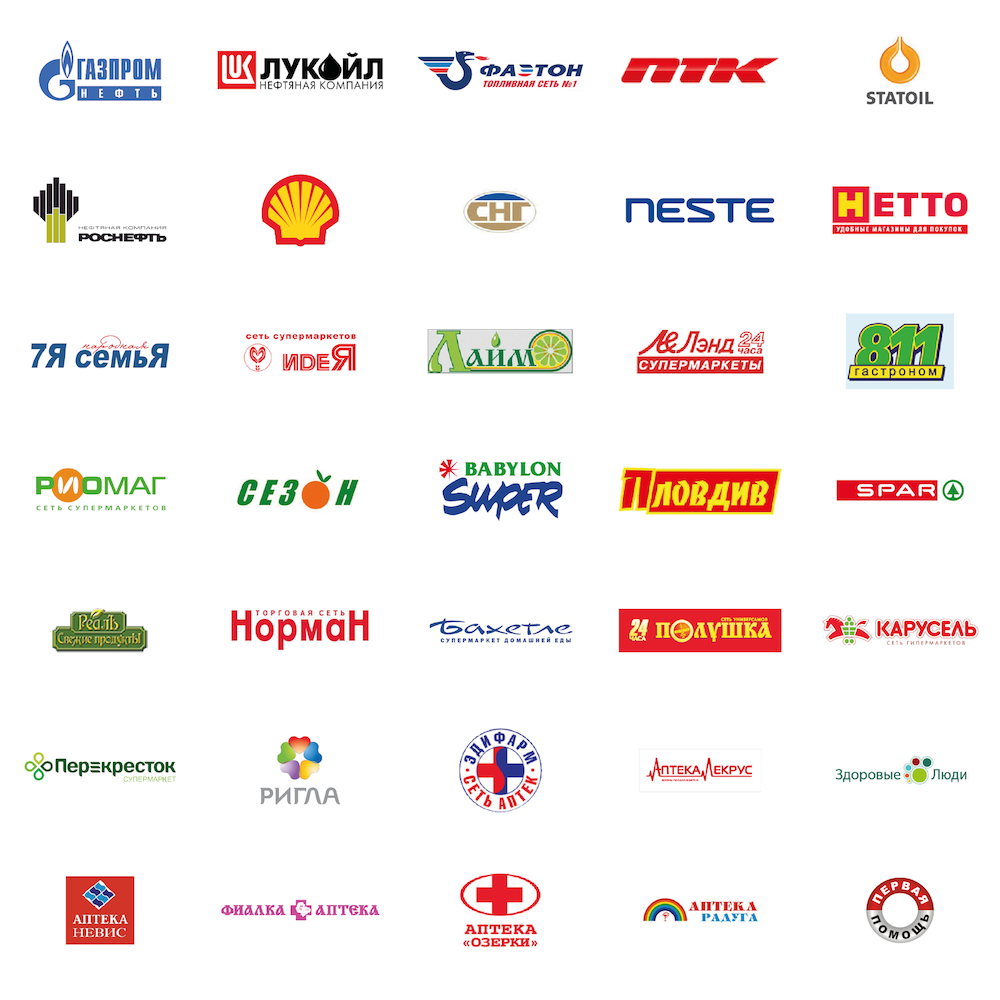 ГАЗПРОМ
НЕФТЬ
ЛУКОЙЛ
НЕФТЯНАЯ КОМПАНИЯ
ФАЭТОН
ТОПЛИВНАЯ СЕТЬ №1
ПТК
STATOIL
НЕФТЯНАЯ КОМПАНИЯ
РОСНЕФТЬ
СНГ
NESTE
НЕТТО
УДОБНЫЕ МАГАЗИНЫ ДЛЯ ПОКУПОК
народная
7Я семьЯ
сеть супермаркетов
идеЯ
Лайм
Лэнд 24 часа
СУПЕРМАРКЕТЫ
811
гастроном
РИОМАГ
СЕТЬ СУПЕРМАРКЕТОВ
СЕЗОН
BABYLON
SUPER
ПЛОВДИВ
SPAR
РеалЪ
Свежие продукты
ТОРГОВАЯ СЕТЬ
НормаН
Бахетле
СУПЕРМАРКЕТ ДОМАШНЕЙ ЕДЫ
СЕТЬ УНИВЕРСАМОВ
24 ЧАСА ПОЛУШКА
КАРУСЕЛЬ
СЕТЬ ГИПЕРМАРКЕТОВ
Перекресток
СУПЕРМАРКЕТ
РИГЛА
ЭДИФАРМ
СЕТЬ АПТЕК
АПТЕКА ЛЕКРУС
Здоровые Люди
АПТЕКА
НЕВИС
ФИАЛКА АПТЕКА
АПТЕКА
«ОЗЕРКИ»
АПТЕКА
РАДУГА
ПЕРВАЯ
ПОМОЩЬ